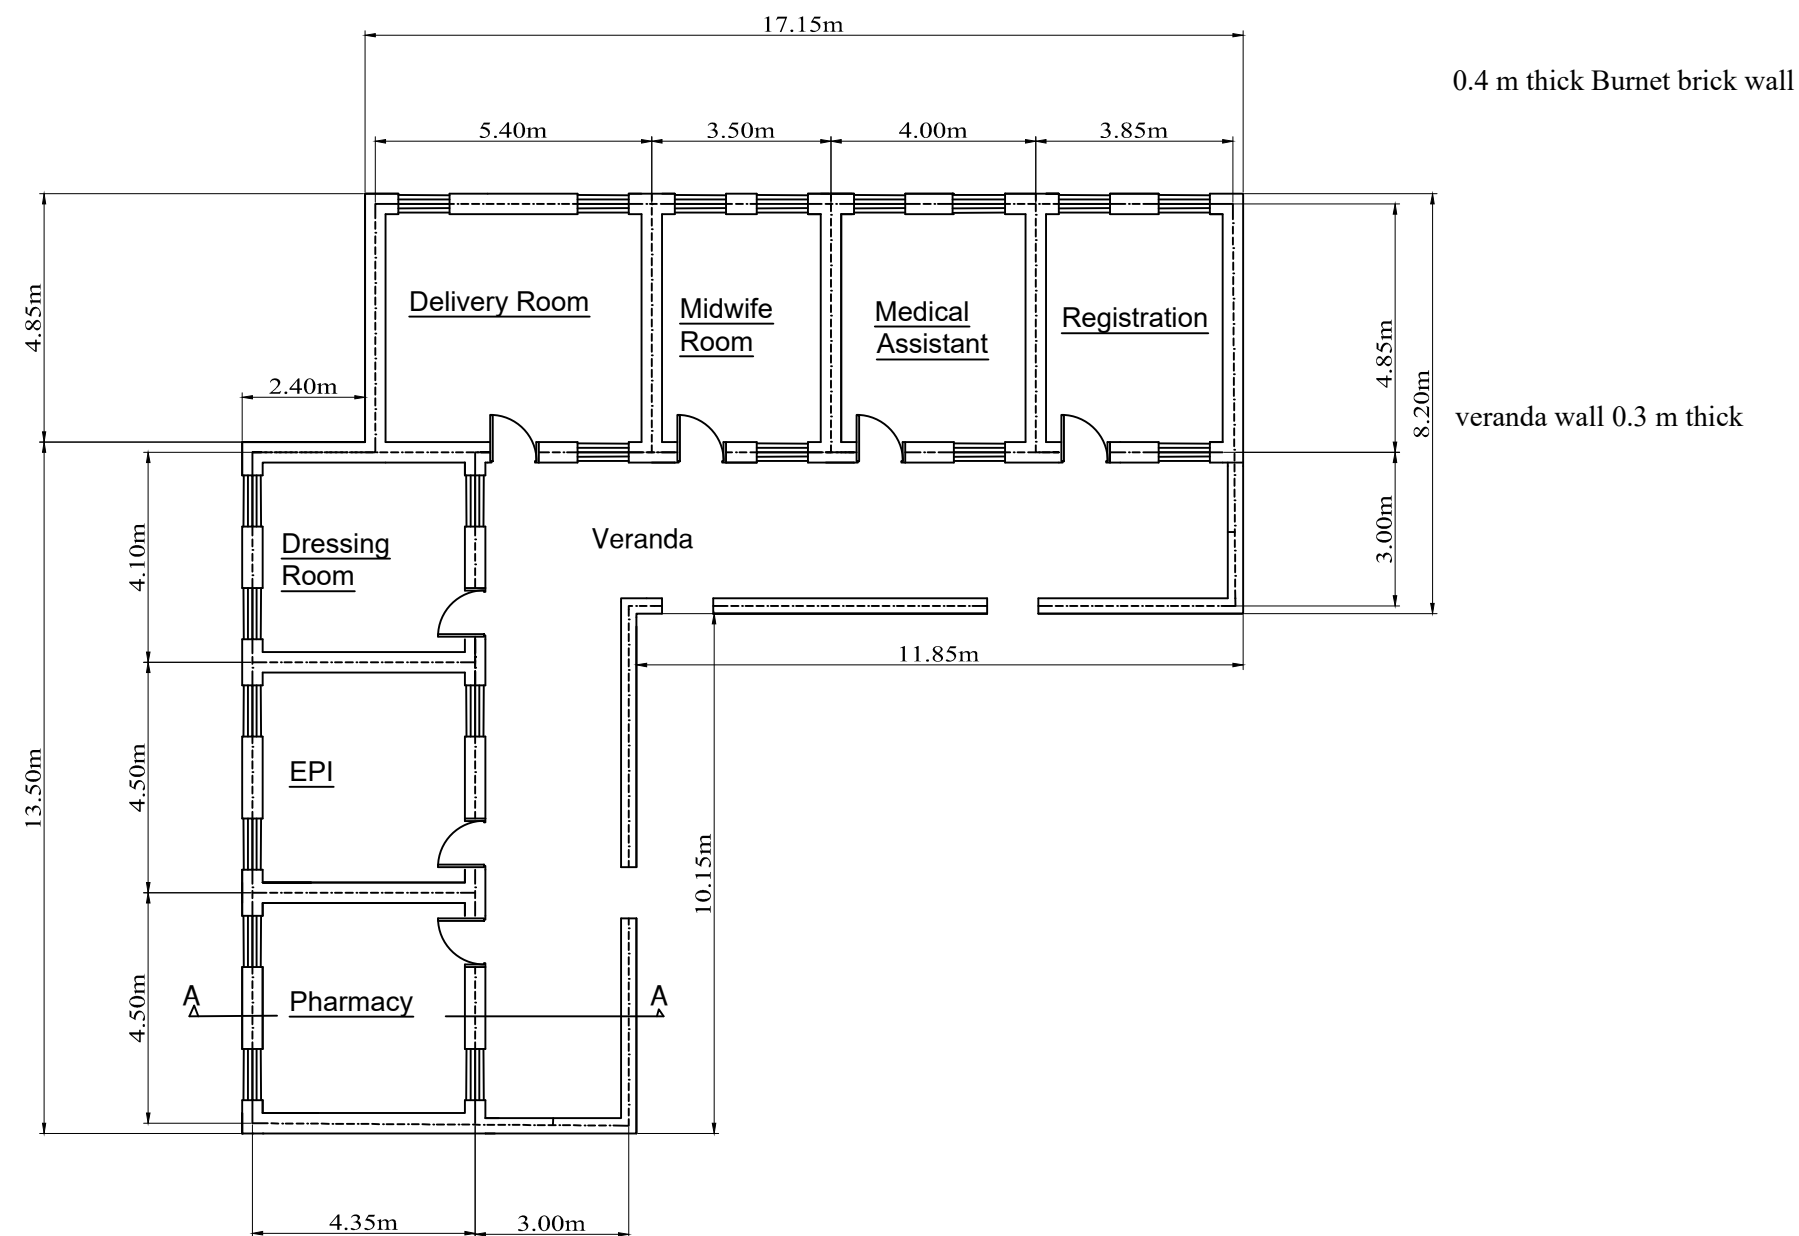 17.15m
0.4 m thick Burnet brick wall
5.40m
3.50m
4.00m
3.85m
4.85m
Delivery Room
Midwife
Room
Medical
Assistant
Registration
4.85m
8.20m
2.40m
veranda wall 0.3 m thick
4.10m
Dressing
Room
Veranda
3.00m
11.85m
13.50m
4.50m
EPI
10.15m
4.50m
A
Pharmacy
A
4.35m
3.00m